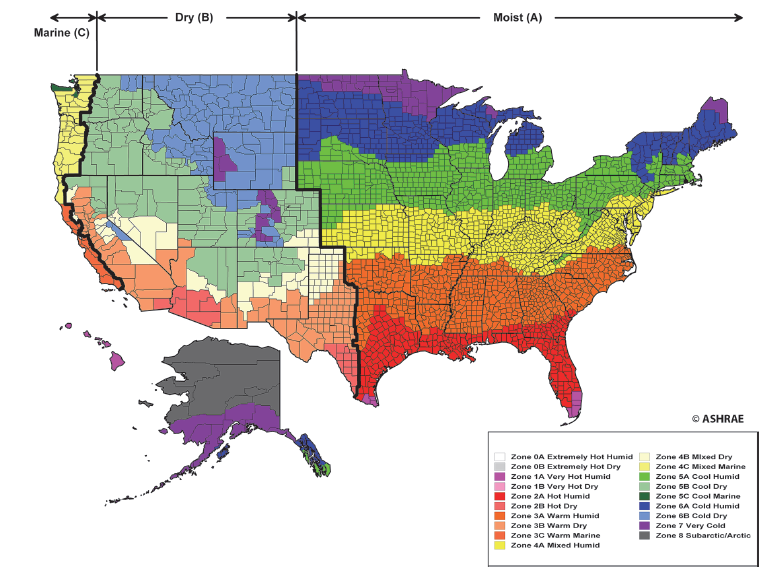 Dry (B)
Moist (A)
Marine (C)
© ASHRAE
Zone 0A Extremely Hot Humid
Zone 0B Extremely Hot Dry
Zone 1A Very Hot Humid
Zone 1B Very Hot Dry
Zone 2A Hot Humid
Zone 2B Hot Dry
Zone 3A Warm Humid
Zone 3B Warm Dry
Zone 3C Warm Marine
Zone 4A Mixed Humid
Zone 4B Mixed Dry
Zone 4C Mixed Marine
Zone 5A Cool Humid
Zone 5B Cool Dry
Zone 5C Cool Marine
Zone 6A Cold Humid
Zone 6B Cold Dry
Zone 7 Very Cold
Zone 8 Subarctic/Arctic